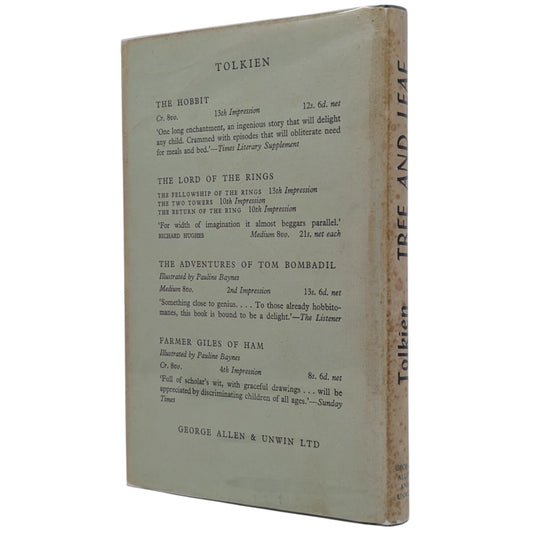 TOLKIEN
THE HOBBIT
Cr. 8vo. 13th Impression 12s. 6d. net
'One long enchantment, an ingenious story that will delight
any child. Crammed with episodes that will obliterate need
for meals and bed.'—Times Literary Supplement
THE LORD OF THE RINGS
THE FELLOWSHIP OF THE RINGS 13th Impression
THE TWO TOWERS 10th Impression
THE RETURN OF THE RING 10th Impression
'For width of imagination it almost beggars parallel.'
RICHARD HUGHES Medium 8vo. 21s. net each
THE ADVENTURES OF TOM BOMBADIL
Illustrated by Pauline Baynes
Medium 8vo. 2nd Impression 13s. 6d. net
'Something close to genius. . . . To those already hobbito-
manes, this book is bound to be a delight.'—The Listener
FARMER GILES OF HAM
Illustrated by Pauline Baynes
Cr. 8vo. 4th Impression 8s. 6d. net
'Full of scholar's wit, with graceful drawings . . . will be
appreciated by discriminating children of all ages.'—Sunday
Times
GEORGE ALLEN & UNWIN LTD
Tolkien TREE AND LEAF